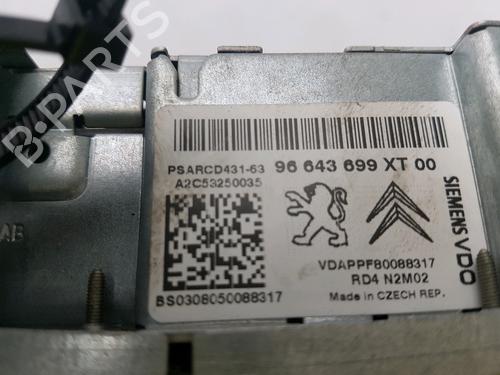 B-PARTS
PSARCD431-63 96 643 699 XT 00
A2C53250035
SIEMENS VDO
VDAPPF80088317
RD4 N2M02
BS0308050088317
Made in CZECH REP.